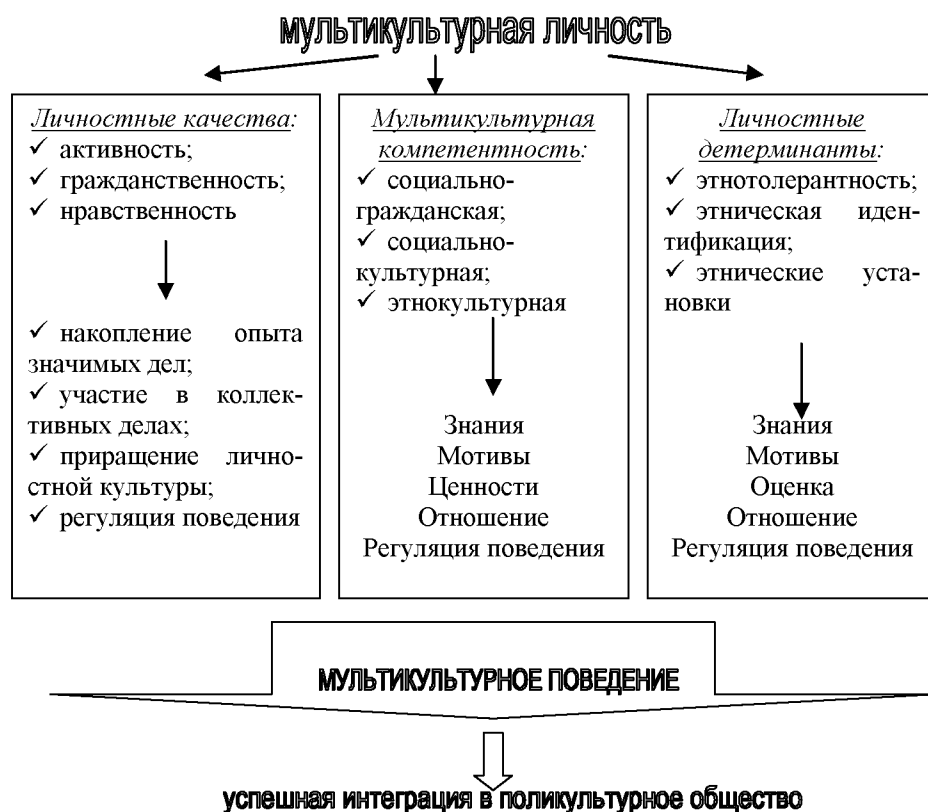 мультикультурная личность
Личностные качества:
✓ активность;
✓ гражданственность;
✓ нравственность
✓ накопление опыта
значимых дел;
✓ участие в коллек-
тивных делах;
✓ приращение лично-
стной культуры;
✓ регуляция поведения
Мультикультурная
компетентность:
✓ социально-
гражданская;
✓ социально-
культурная;
✓ этнокультурная
Знания
Мотивы
Ценности
Отношение
Регуляция поведения
Личностные
детерминанты:
✓ этнотолерантность;
✓ этническая иден-
тификация;
✓ этнические уста-
новки
Знания
Мотивы
Оценка
Отношение
Регуляция поведения
МУЛЬТИКУЛЬТУРНОЕ ПОВЕДЕНИЕ
успешная интеграция в поликультурное общество